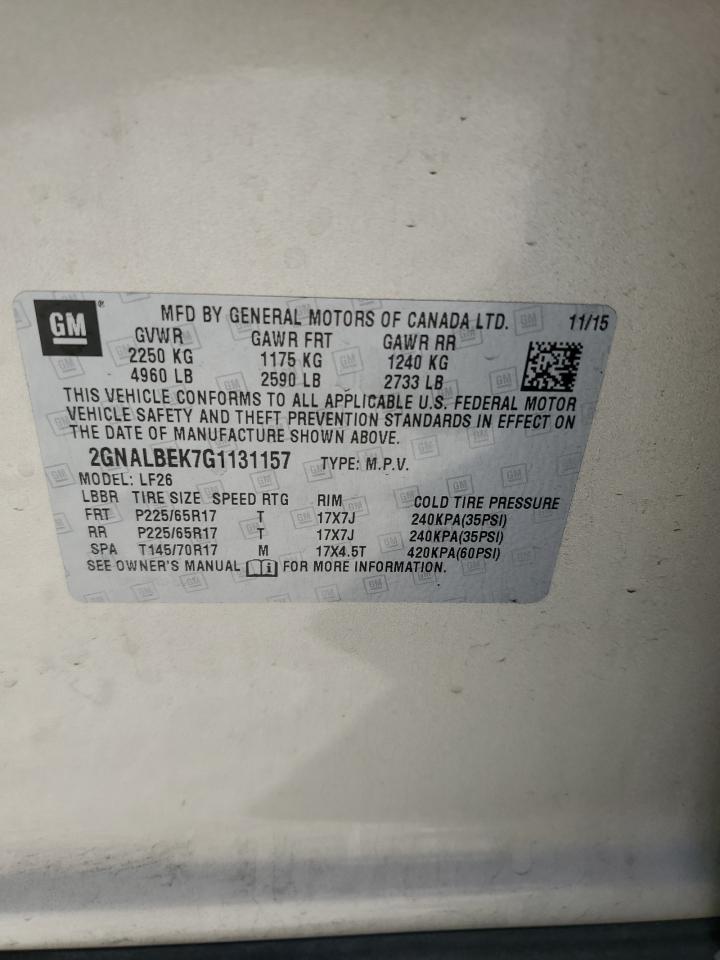 GM® MFD BY GENERAL MOTORS OF CANADA LTD. 11/15
GVWR GAWR FRT GAWR RR
2250 KG 1175 KG 1240 KG
4960 LB 2590 LB 2733 LB
THIS VEHICLE CONFORMS TO ALL APPLICABLE U.S. FEDERAL MOTOR
VEHICLE SAFETY AND THEFT PREVENTION STANDARDS IN EFFECT ON
THE DATE OF MANUFACTURE SHOWN ABOVE.
2GNALBEK7G1131157 TYPE: M.P.V.
MODEL: LF26
LBBR TIRE SIZE SPEED RTG RIM COLD TIRE PRESSURE
FRT P225/65R17 T 17X7J 240KPA(35PSI)
RR P225/65R17 T 17X7J 240KPA(35PSI)
SPA T145/70R17 M 17X4.5T 420KPA(60PSI)
SEE OWNER'S MANUAL FOR MORE INFORMATION.